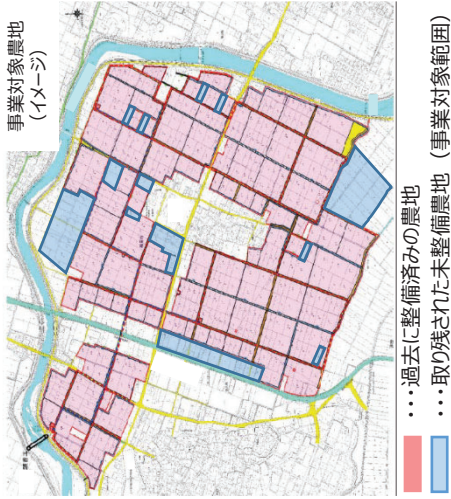 事業対象農地
（イメージ）
・・・過去に整備済みの農地
・・・取り残された未整備農地（事業対象範囲）